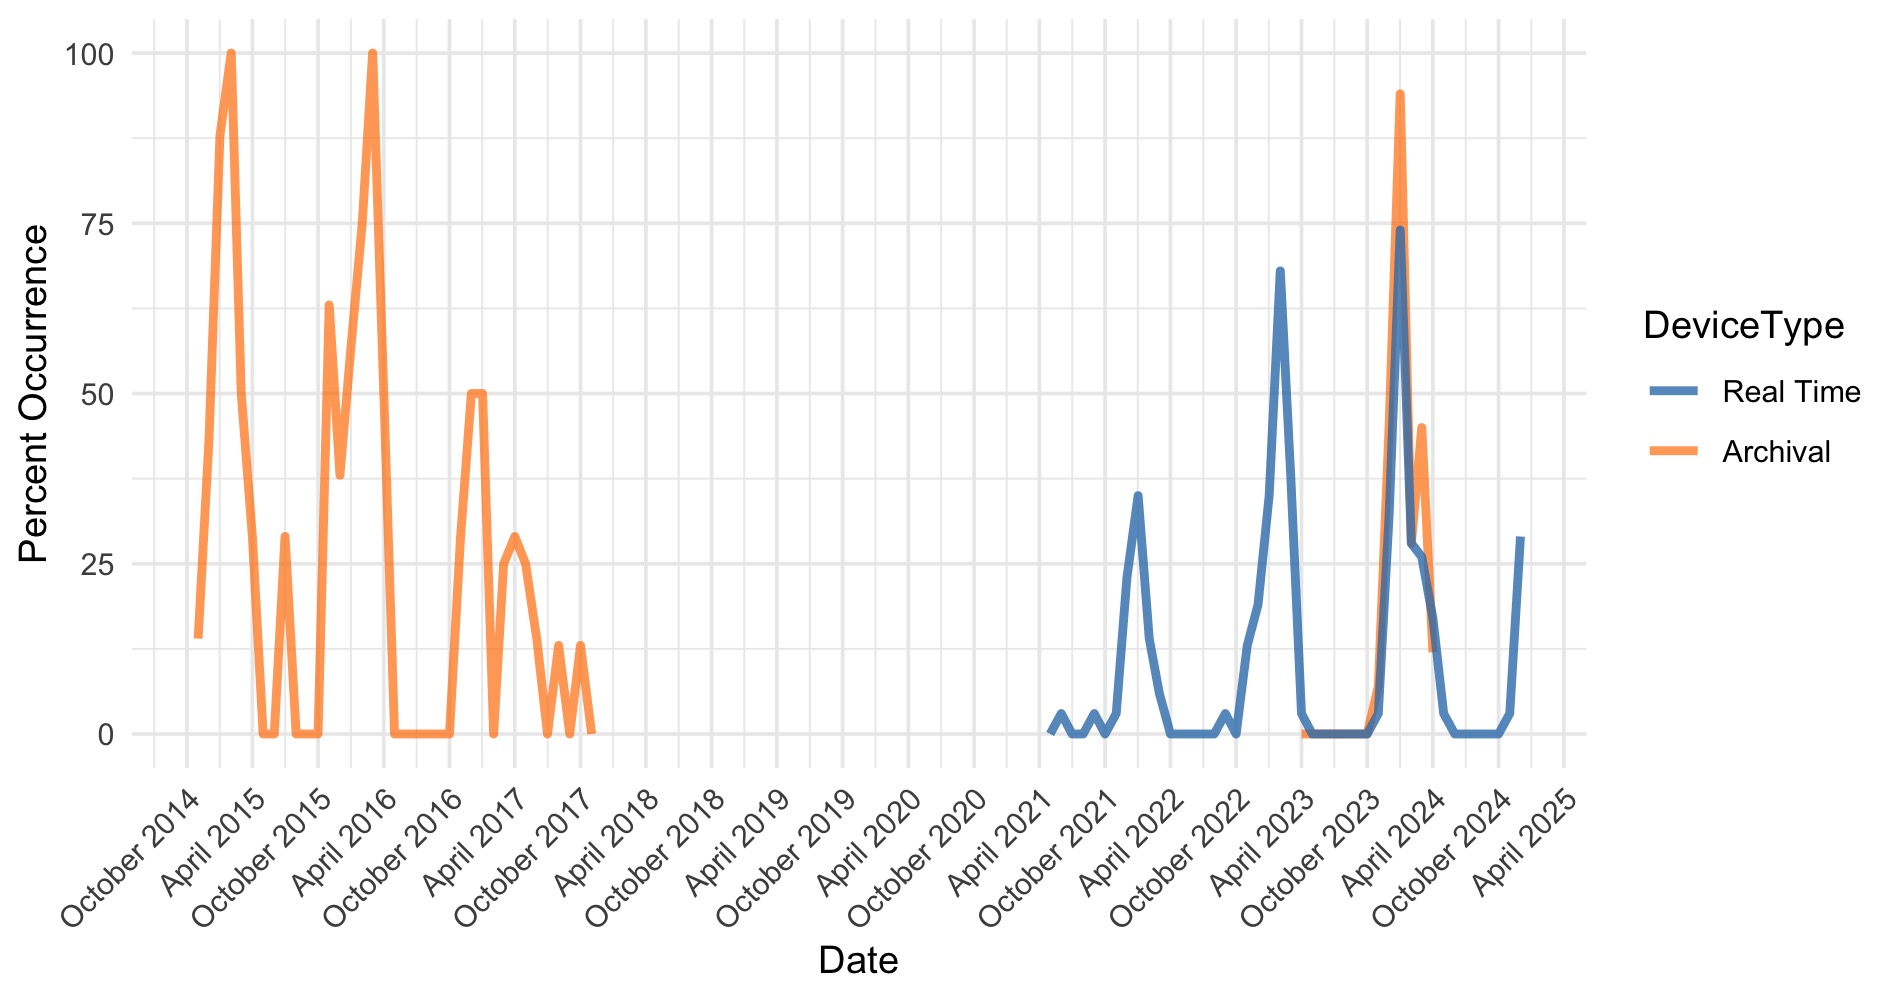 100
75
50
25
0
Percent Occurrence
October 2014
April 2015
October 2015
April 2016
October 2016
April 2017
October 2017
April 2018
October 2018
April 2019
October 2019
April 2020
October 2020
April 2021
October 2021
April 2022
October 2022
April 2023
October 2023
April 2024
October 2024
April 2025
Date
DeviceType
Real Time
Archival